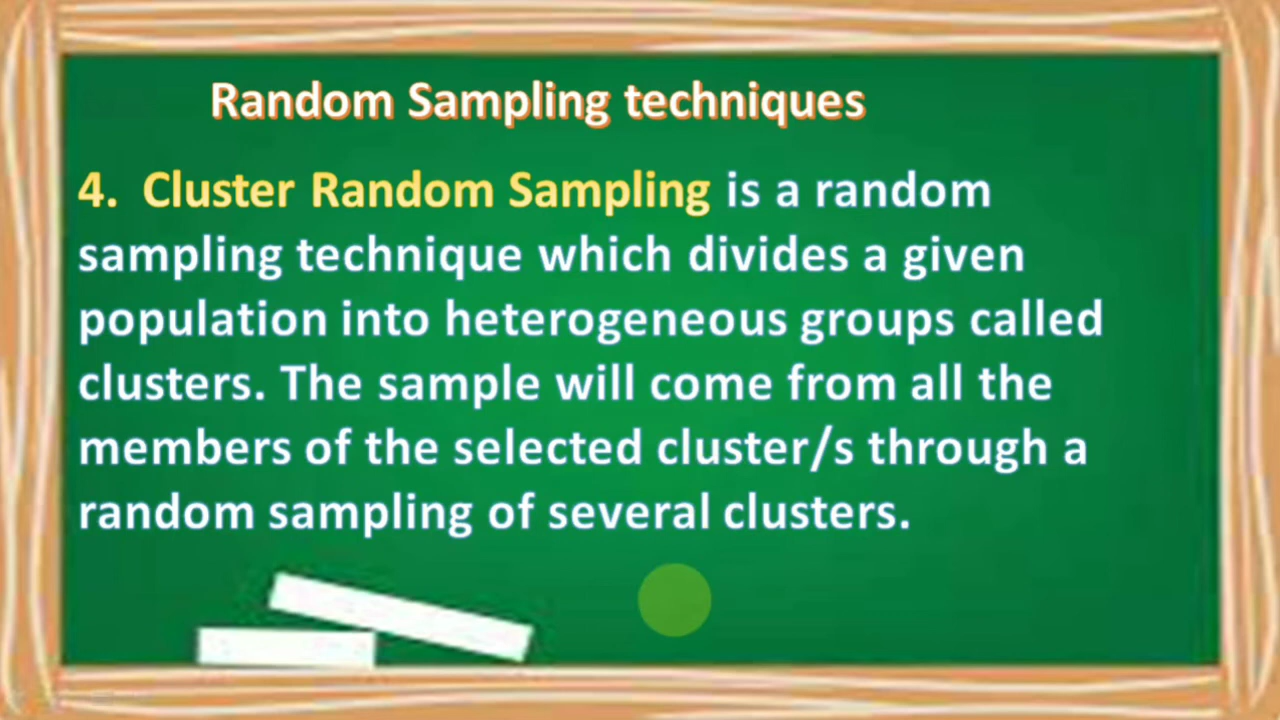 Random Sampling techniques
4. Cluster Random Sampling is a random
sampling technique which divides a given
population into heterogeneous groups called
clusters. The sample will come from all the
members of the selected cluster/s through a
random sampling of several clusters.